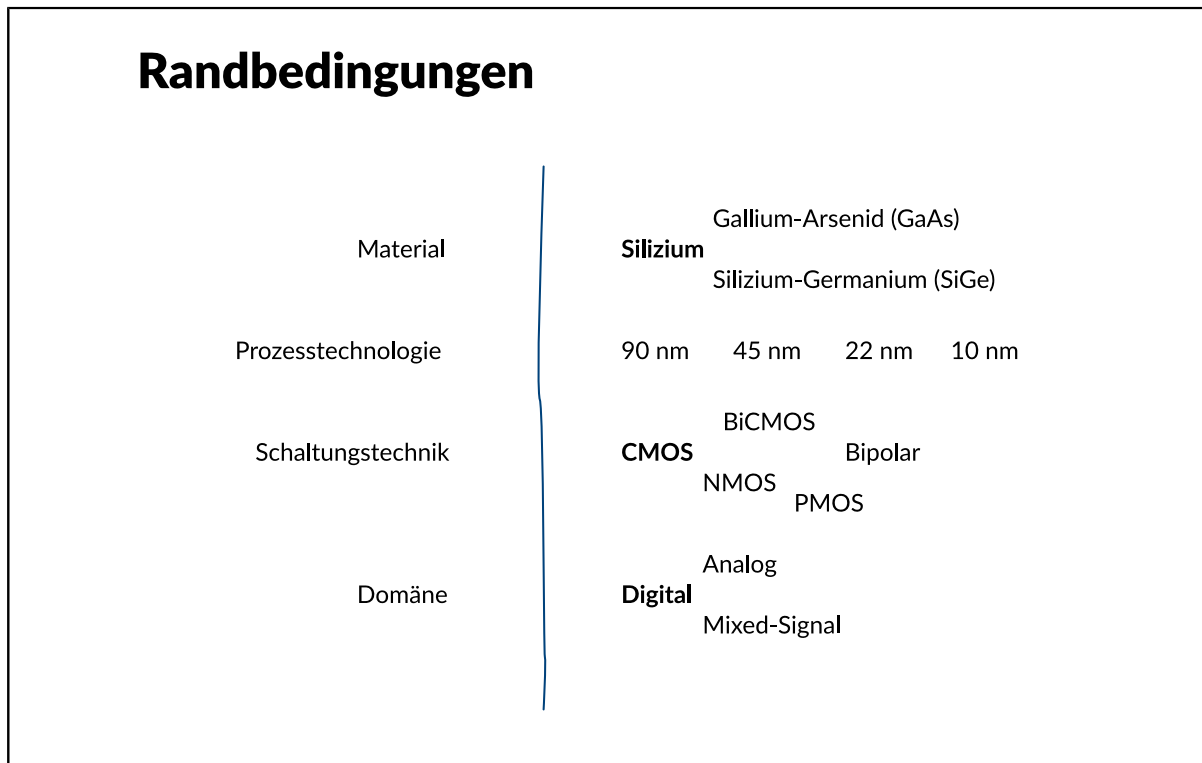 Randbedingungen
Gallium-Arsenid (GaAs)
Material Silizium
Silizium-Germanium (SiGe)
Prozesstechnologie 90 nm 45 nm 22 nm 10 nm
BiCMOS
Schaltungstechnik CMOS Bipolar
NMOS
PMOS
Analog
Domäne Digital
Mixed-Signal